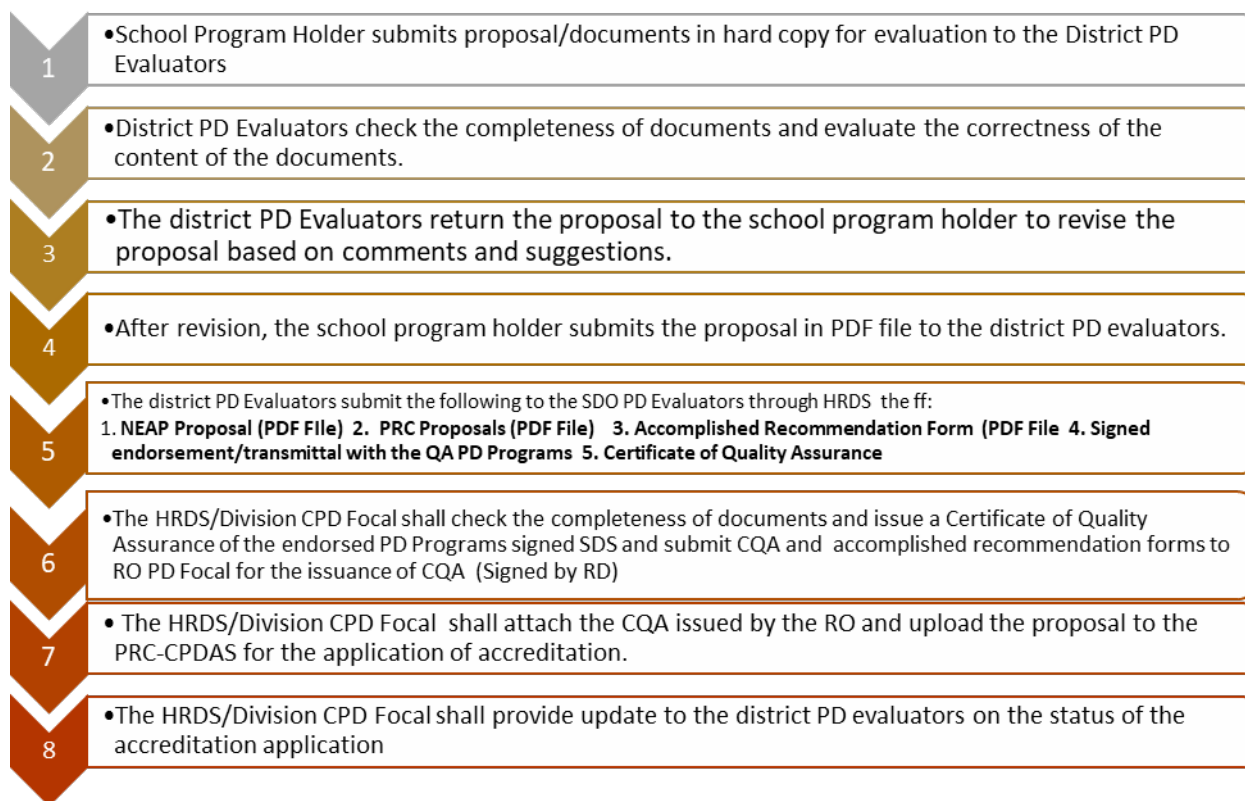 1
•School Program Holder submits proposal/documents in hard copy for evaluation to the District PD
Evaluators
2
•District PD Evaluators check the completeness of documents and evaluate the correctness of the
content of the documents.
3
•The district PD Evaluators return the proposal to the school program holder to revise the
proposal based on comments and suggestions.
4
•After revision, the school program holder submits the proposal in PDF file to the district PD evaluators.
5
•The district PD Evaluators submit the following to the SDO PD Evaluators through HRDS the ff:
1. NEAP Proposal (PDF FIle) 2. PRC Proposals (PDF File) 3. Accomplished Recommendation Form (PDF File 4. Signed
endorsement/transmittal with the QA PD Programs 5. Certificate of Quality Assurance
6
•The HRDS/Division CPD Focal shall check the completeness of documents and issue a Certificate of Quality
Assurance of the endorsed PD Programs signed SDS and submit CQA and accomplished recommendation forms to
RO PD Focal for the issuance of CQA (Signed by RD)
7
• The HRDS/Division CPD Focal shall attach the CQA issued by the RO and upload the proposal to the
PRC-CPDAS for the application of accreditation.
8
•The HRDS/Division CPD Focal shall provide update to the district PD evaluators on the status of the
accreditation application